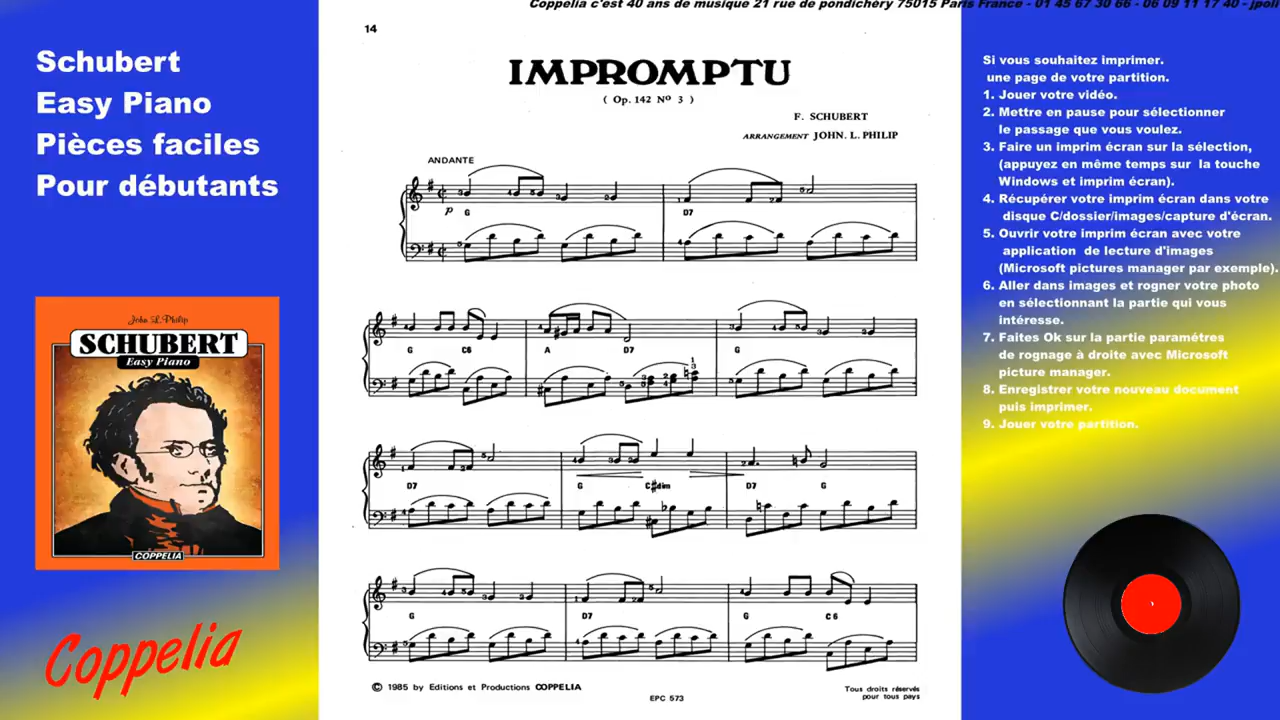 Coppelia c'est 40 ans de musique 21 rue de pondichéry 75015 Paris France - 01 45 67 30 66 - 06 09 11 17 40 - jpoli
Schubert
Easy Piano
Pièces faciles
Pour débutants
John L. Philip
SCHUBERT
Easy Piano
COPPELIA
Coppelia
14
IMPROMPTU
( Op. 142 Nº 3 )
F. SCHUBERT
ARRANGEMENT JOHN. L. PHILIP
ANDANTE
p
G D7
G C6 A D7 G
D7 G C#dim D7 G
G D7 G C6
© 1985 by Editions et Productions COPPELIA
EPC 573
Tous droits réservés
pour tous pays
Si vous souhaitez imprimer.
une page de votre partition.
1. Jouer votre vidéo.
2. Mettre en pause pour sélectionner
le passage que vous voulez.
3. Faire un imprim écran sur la sélection,
(appuyez en même temps sur la touche
Windows et imprim écran).
4. Récupérer votre imprim écran dans votre
disque C/dossier/images/capture d'écran.
5. Ouvrir votre imprim écran avec votre
application de lecture d'images
(Microsoft pictures manager par exemple).
6. Aller dans images et rogner votre photo
en sélectionnant la partie qui vous
intéresse.
7. Faites Ok sur la partie paramétres
de rognage à droite avec Microsoft
picture manager.
8. Enregistrer votre nouveau document
puis imprimer.
9. Jouer votre partition.